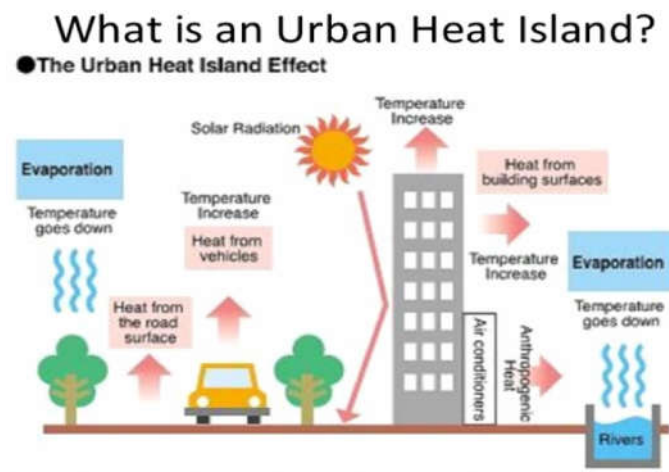 What is an Urban Heat Island?
●The Urban Heat Island Effect
Evaporation
Temperature
goes down
Heat from
the road
surface
Temperature
Increase
Heat from
vehicles
Solar Radiation
Temperature
Increase
Heat from
building surfaces
Temperature
Increase
Air conditioners
Anthropogenic
Heat
Evaporation
Temperature
goes down
Rivers